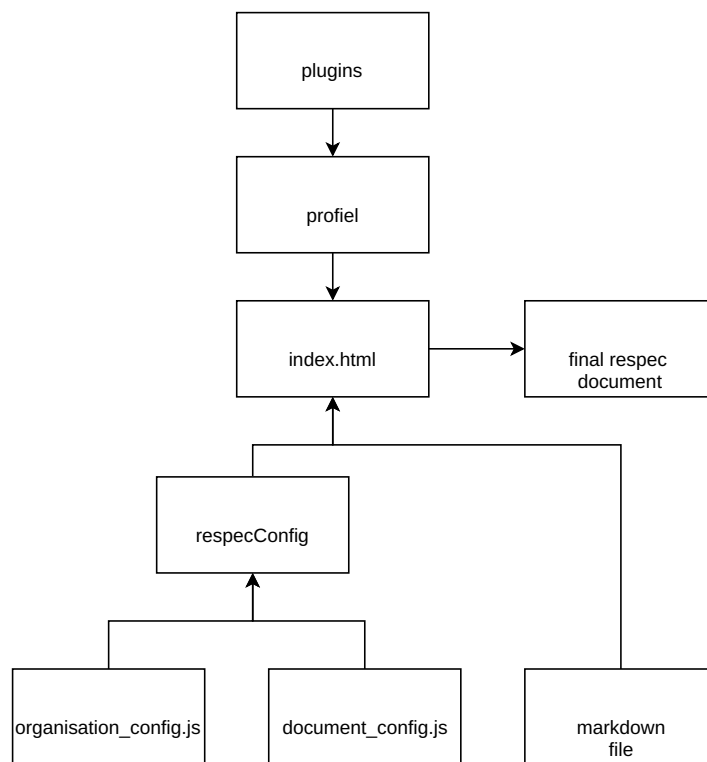 plugins
profiel
index.html
final respec
document
respecConfig
organisation_config.js
document_config.js
markdown
file